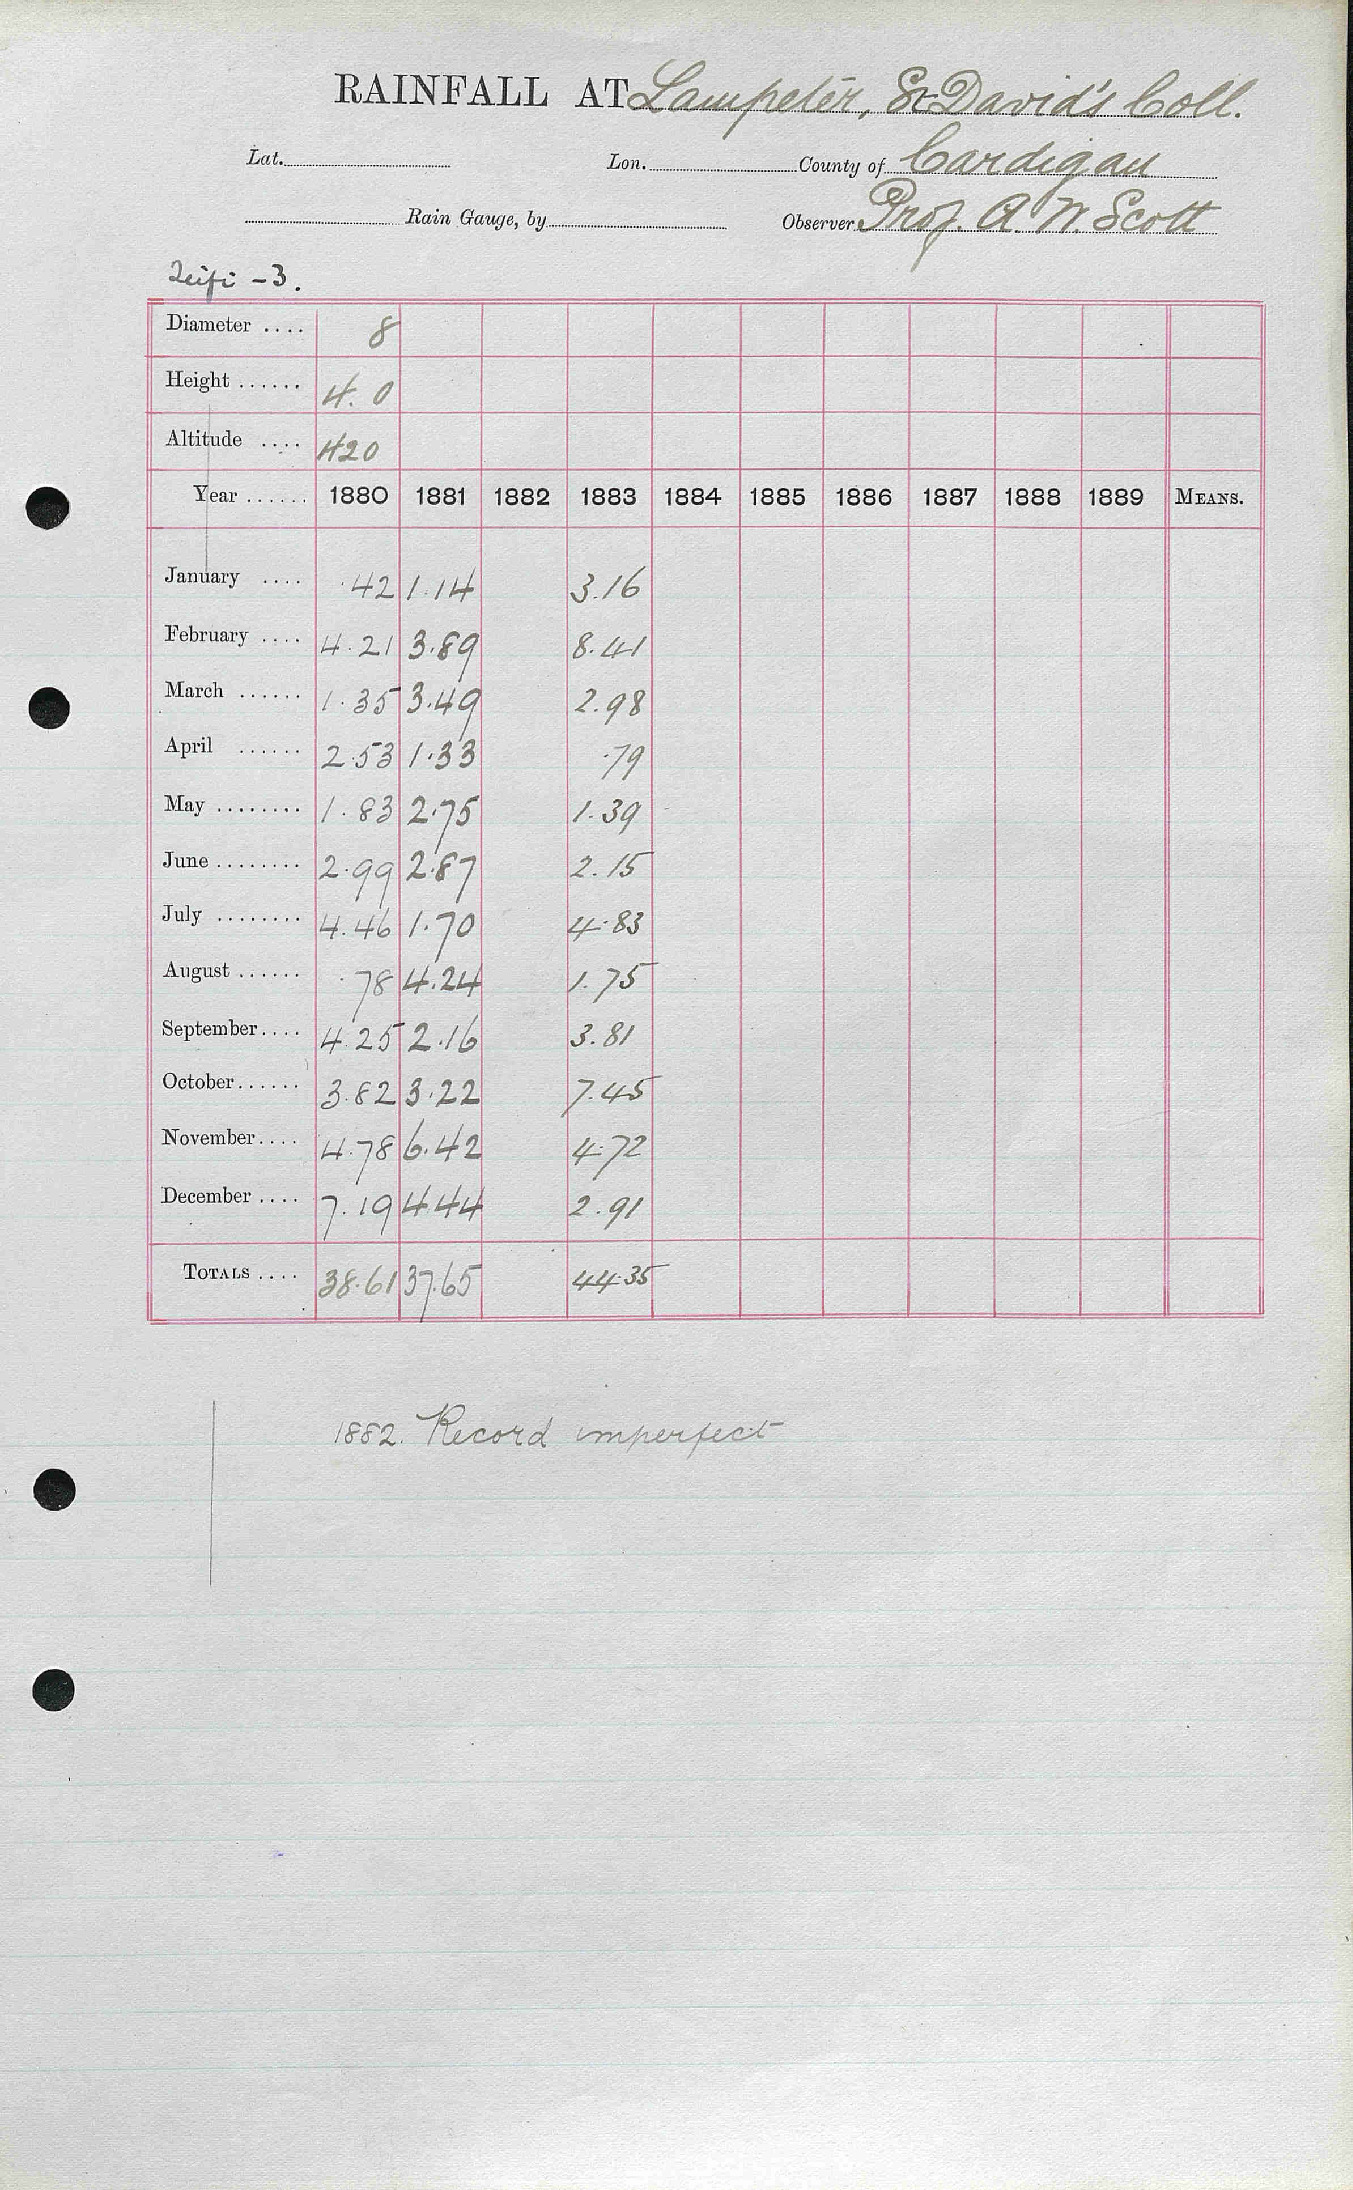 RAINFALL AT Lampeter, St David's Coll.
Lat. Lon. County of Cardigan
Rain Gauge, by Observer Prof. A. W. Scott
Teifi - 3.
Diameter .... 8
Height ...... 4. 0
Altitude .... 420
Year ...... 1880 1881 1882 1883 1884 1885 1886 1887 1888 1889 MEANS.
January .... .42 1.14 3.16
February .... 4.21 3.89 8.41
March ...... 1.35 3.49 2.98
April ...... 2.53 1.33 .79
May ........ 1.83 2.75 1.39
June ........ 2.99 2.87 2.15
July ........ 4.46 1.70 4.83
August ...... .78 4.24 1.75
September.... 4.25 2.16 3.81
October...... 3.82 3.22 7.45
November.... 4.78 6.42 4.72
December .... 7.19 4.44 2.91
TOTALS .... 38.61 37.65 44.35
1882. Record imperfect